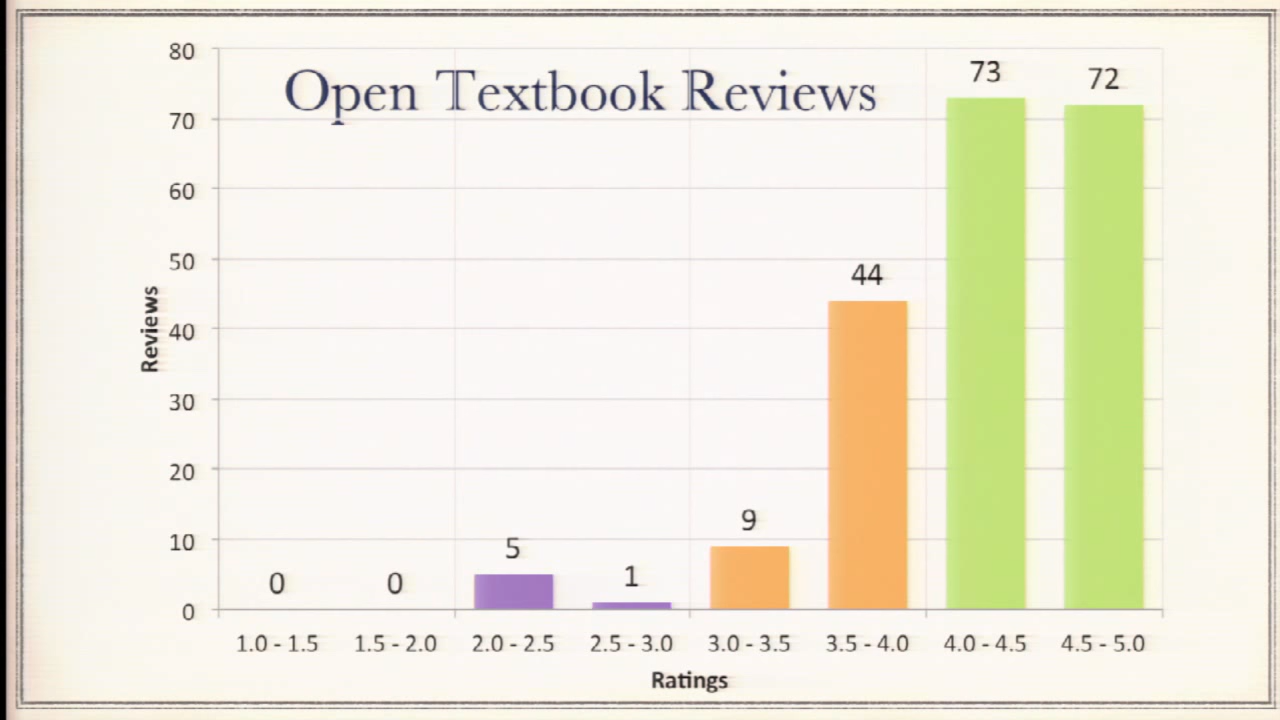 Open Textbook Reviews
80
70
60
50
40
30
20
10
0
Reviews
0 0 5 1 9 44 73 72
1.0 - 1.5 1.5 - 2.0 2.0 - 2.5 2.5 - 3.0 3.0 - 3.5 3.5 - 4.0 4.0 - 4.5 4.5 - 5.0
Ratings